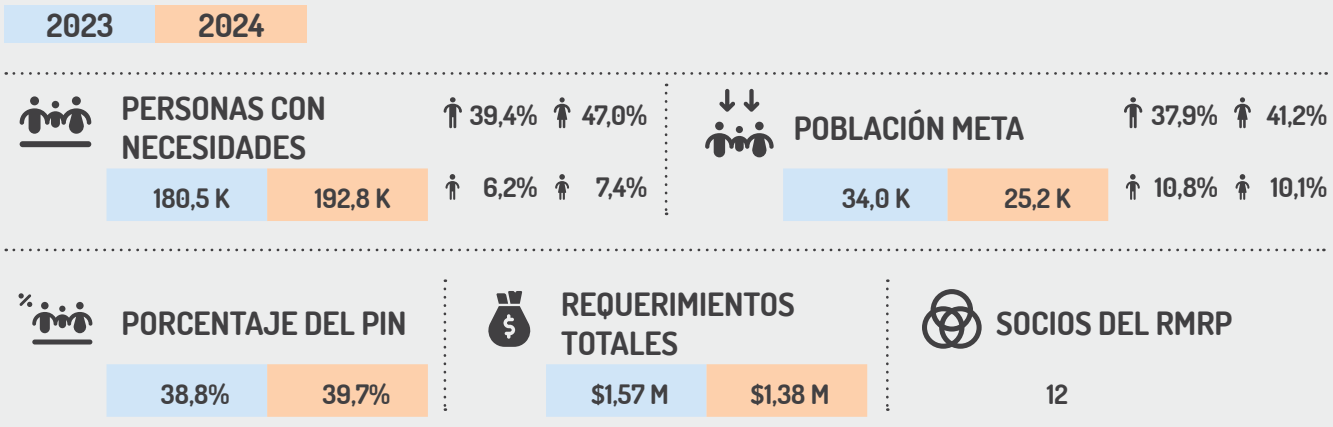 2023 2024
PERSONAS CON
NECESIDADES
39,4% 47,0%
180,5 K 192,8 K
6,2% 7,4%
POBLACIÓN META
37,9% 41,2%
34,0 K 25,2 K
10,8% 10,1%
% PORCENTAJE DEL PIN
38,8% 39,7%
$ REQUERIMIENTOS
TOTALES
$1,57 M $1,38 M
SOCIOS DEL RMRP
12